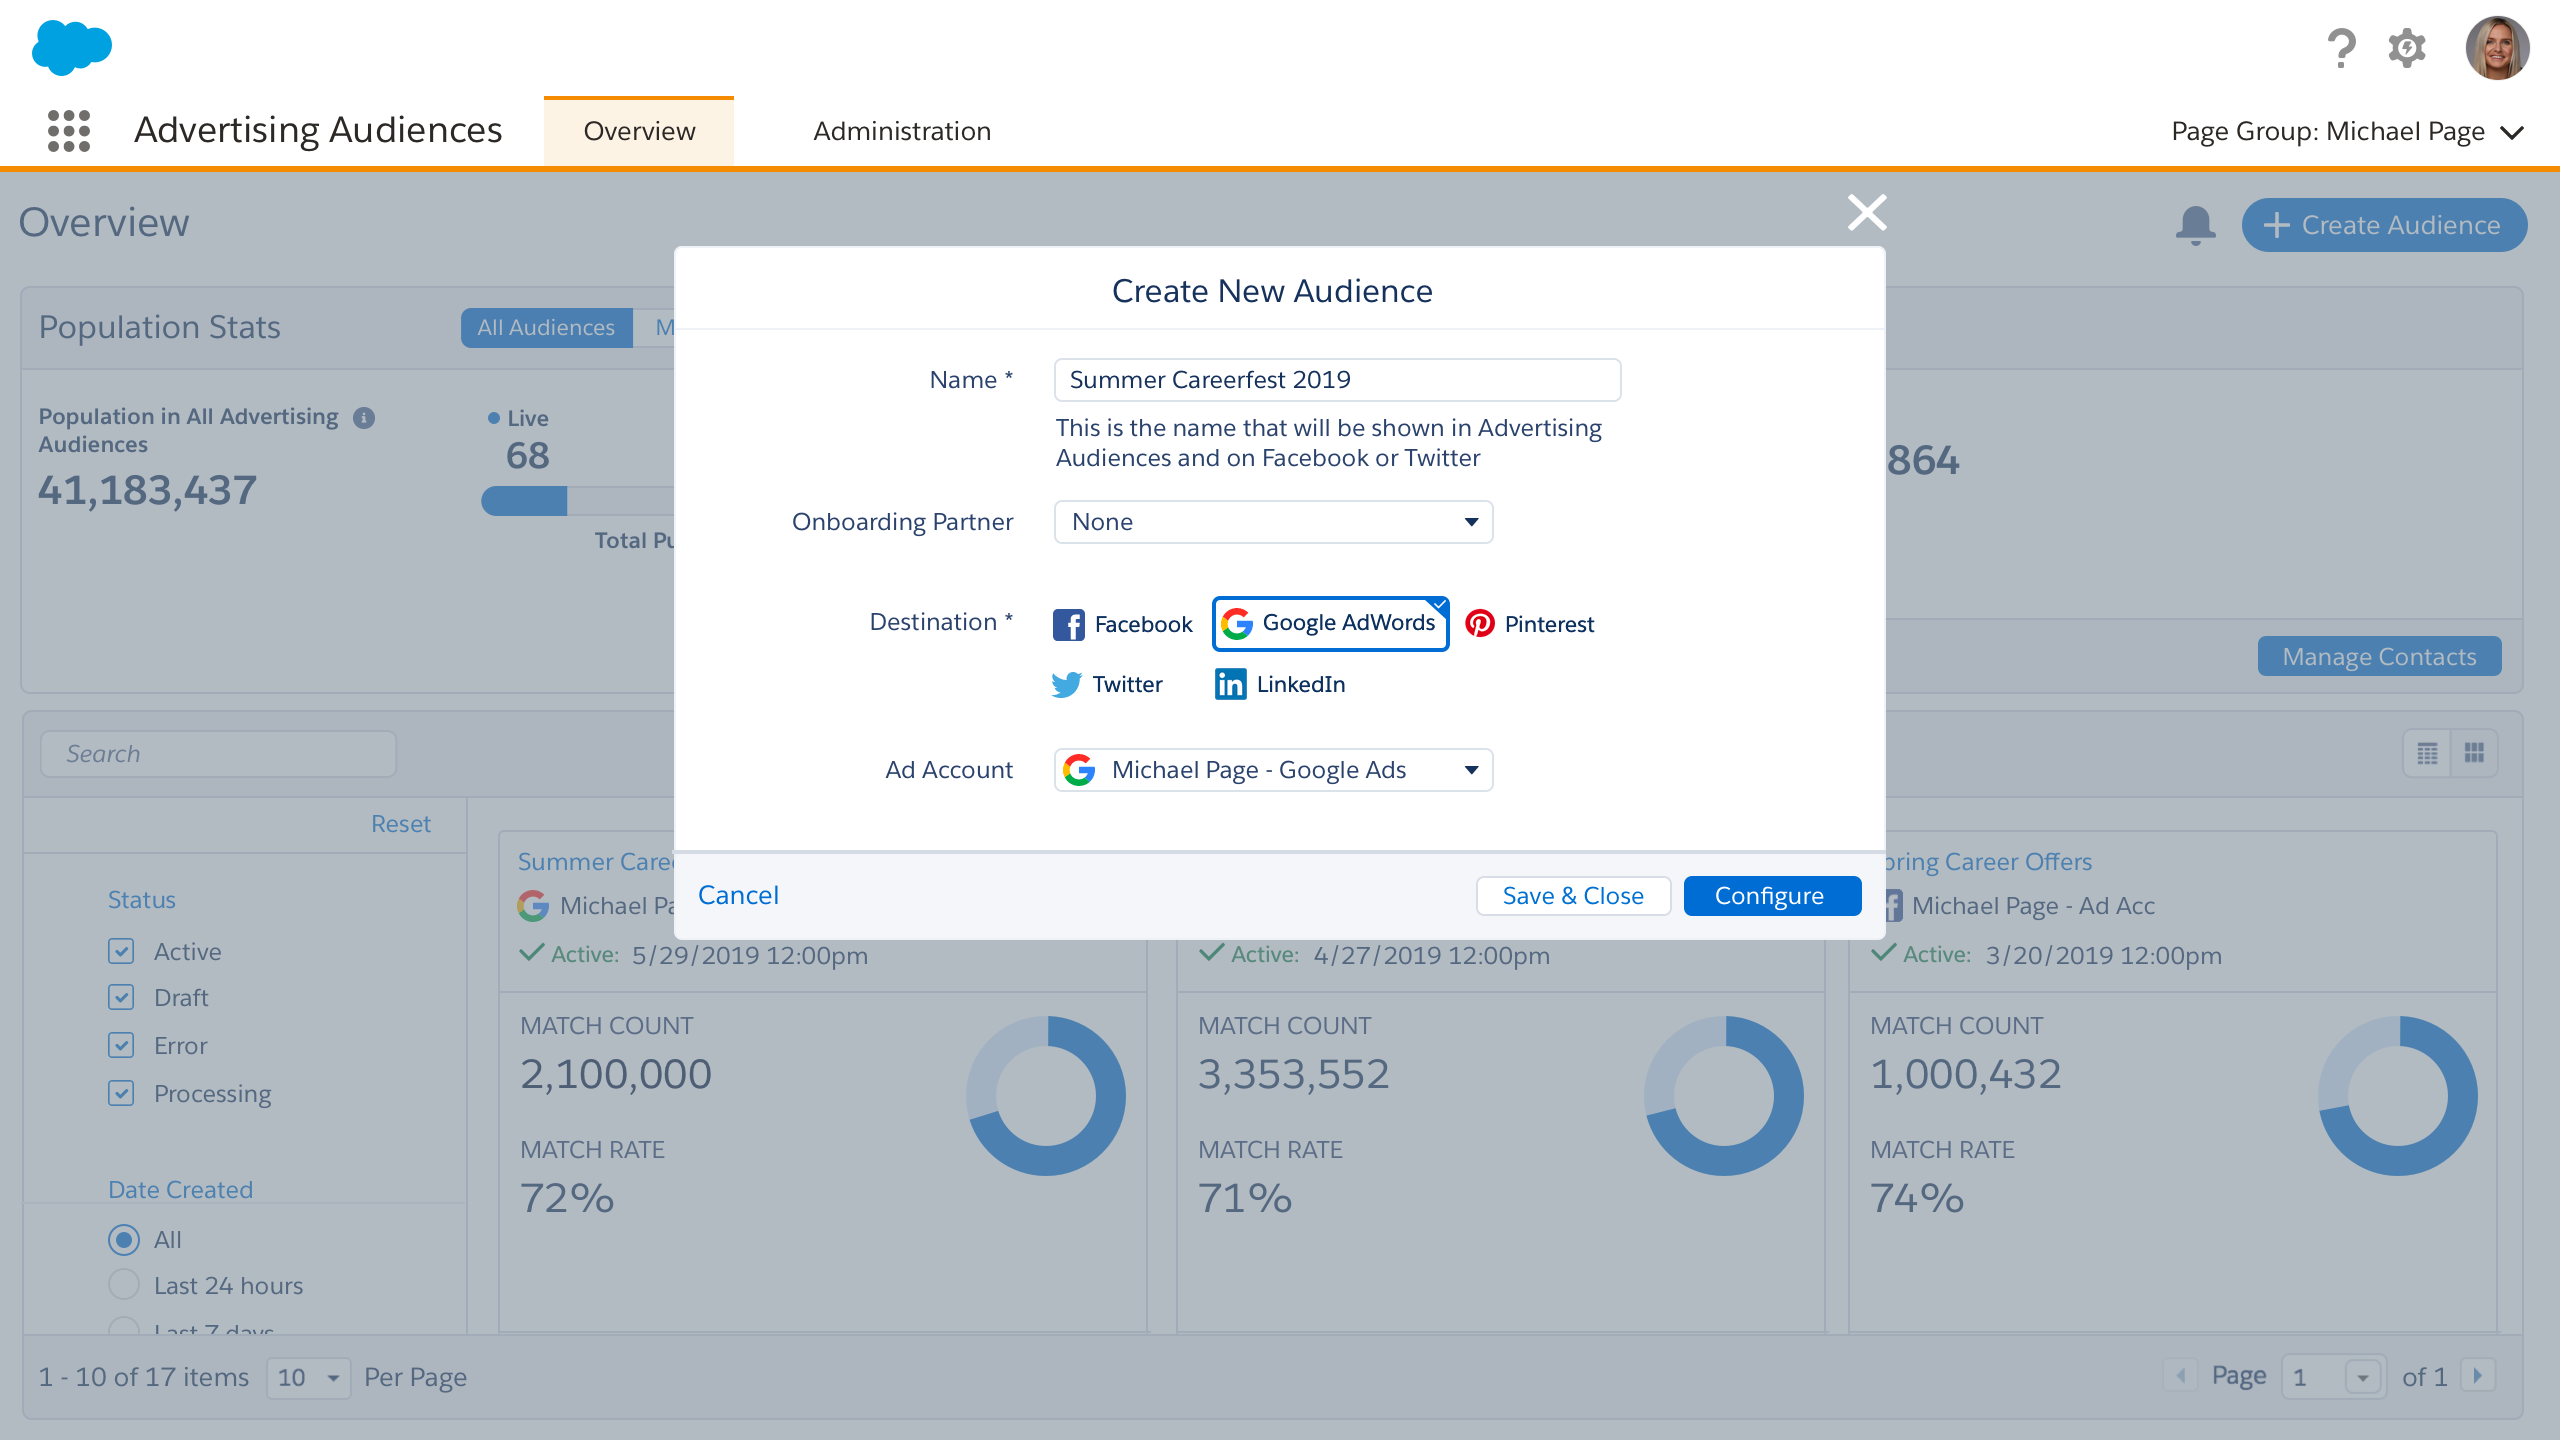 Advertising Audiences
Overview
Administration
Page Group: Michael Page
Overview
Create Audience
Population Stats
All Audiences
M
Population in All Advertising
Audiences
41,183,437
Live
68
Total Pu
864
Manage Contacts
Create New Audience
Name *
Summer Careerfest 2019
This is the name that will be shown in Advertising
Audiences and on Facebook or Twitter
Onboarding Partner
None
Destination *
Facebook
Google AdWords
Pinterest
Twitter
LinkedIn
Ad Account
Michael Page - Google Ads
Cancel
Save & Close
Configure
Search
Reset
Status
Active
Draft
Error
Processing
Date Created
All
Last 24 hours
Last 7 days
Summer Caree
Michael Pa
Active: 5/29/2019 12:00pm
MATCH COUNT
2,100,000
MATCH RATE
72%
Active: 4/27/2019 12:00pm
MATCH COUNT
3,353,552
MATCH RATE
71%
pring Career Offers
Michael Page - Ad Acc
Active: 3/20/2019 12:00pm
MATCH COUNT
1,000,432
MATCH RATE
74%
1 - 10 of 17 items
10
Per Page
Page
1
of 1